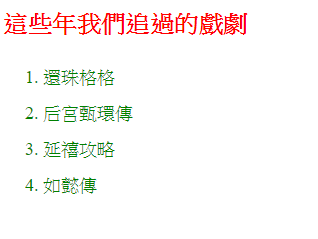 這些年我們追過的戲劇
1. 還珠格格
2. 后宮甄環傳
3. 延禧攻略
4. 如懿傳